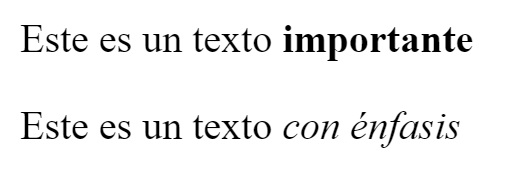 Este es un texto importante
Este es un texto con énfasis